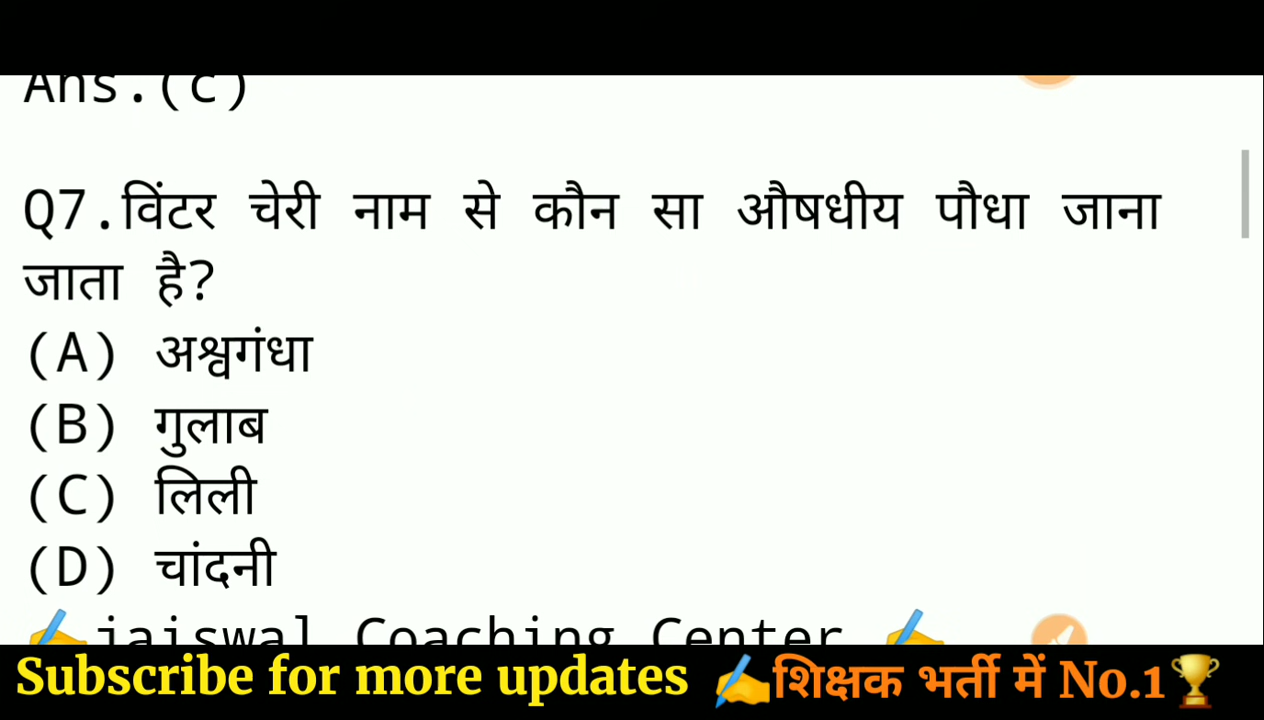 Ans.(c)
Q7.विंटर चेरी नाम से कौन सा औषधीय पौधा जाना
जाता है?
(A) अश्वगंधा
(B) गुलाब
(C) लिली
(D) चांदनी
✍jaiswal Coaching Center ✍
Subscribe for more updates ✍शिक्षक भर्ती में No.1🏆